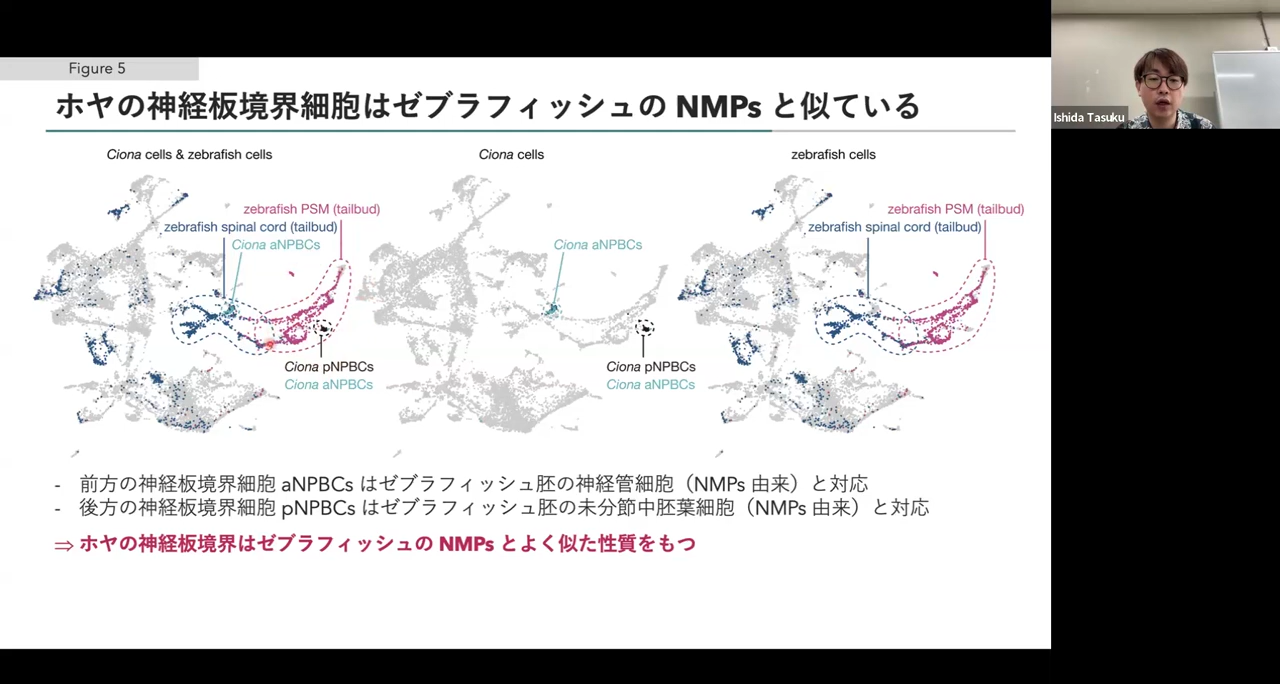 Figure 5
ホヤの神経板境界細胞はゼブラフィッシュの NMPs と似ている
Ciona cells & zebrafish cells
zebrafish PSM (tailbud)
zebrafish spinal cord (tailbud)
Ciona aNPBCs
Ciona pNPBCs
Ciona aNPBCs
Ciona cells
Ciona aNPBCs
Ciona pNPBCs
Ciona aNPBCs
zebrafish cells
zebrafish PSM (tailbud)
zebrafish spinal cord (tailbud)
- 前方の神経板境界細胞 aNPBCs はゼブラフィッシュ胚の神経管細胞（NMPs 由来）と対応
- 後方の神経板境界細胞 pNPBCs はゼブラフィッシュ胚の未分節中胚葉細胞（NMPs 由来）と対応
⇒ ホヤの神経板境界はゼブラフィッシュの NMPs とよく似た性質をもつ
Ishida Tasuku